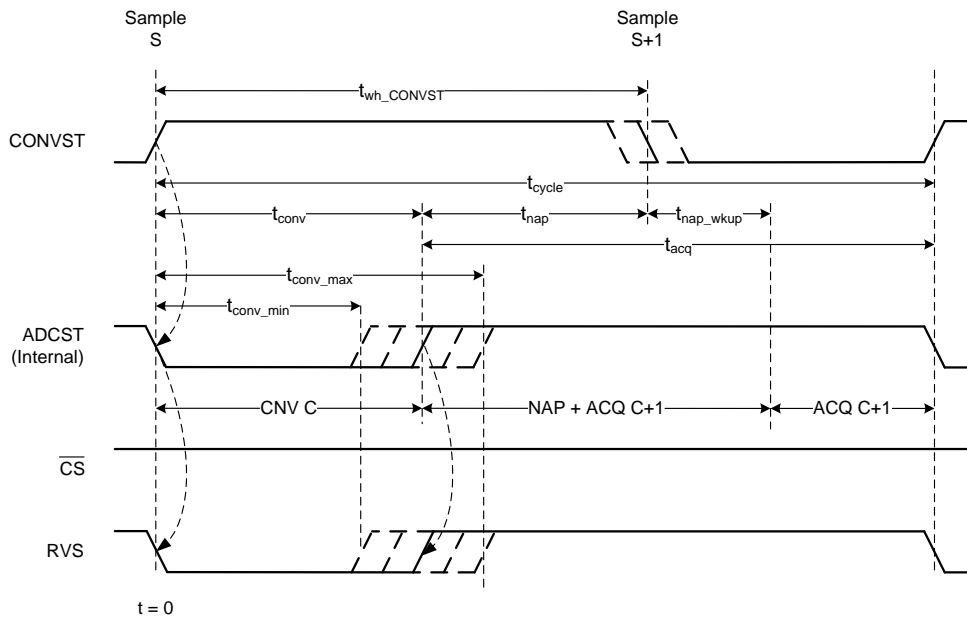 Sample
S
Sample
S+1
twh_CONVST
CONVST
tcycle
tconv
tnap
tnap_wkup
tacq
tconv_max
tconv_min
ADCST
(Internal)
CNV C
NAP + ACQ C+1
ACQ C+1
CS
RVS
t = 0